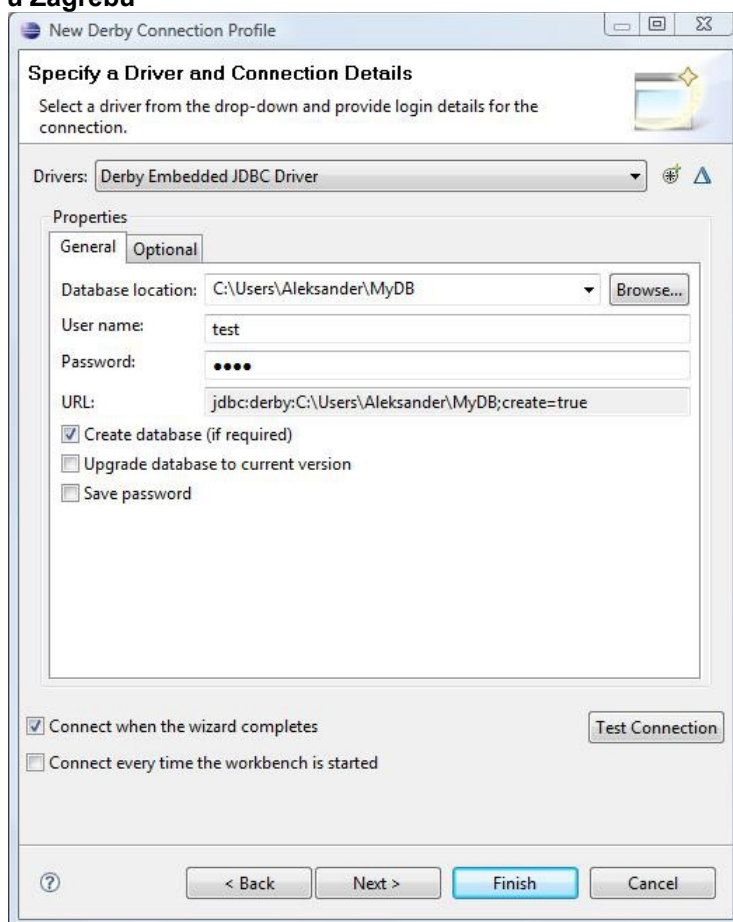 u Zagrebu
New Derby Connection Profile
Specify a Driver and Connection Details
Select a driver from the drop-down and provide login details for the
connection.
Drivers: Derby Embedded JDBC Driver
Properties
General Optional
Database location: C:\Users\Aleksander\MyDB Browse...
User name: test
Password: ●●●●
URL: jdbc:derby:C:\Users\Aleksander\MyDB;create=true
Create database (if required)
Upgrade database to current version
Save password
Connect when the wizard completes Test Connection
Connect every time the workbench is started
? < Back Next > Finish Cancel